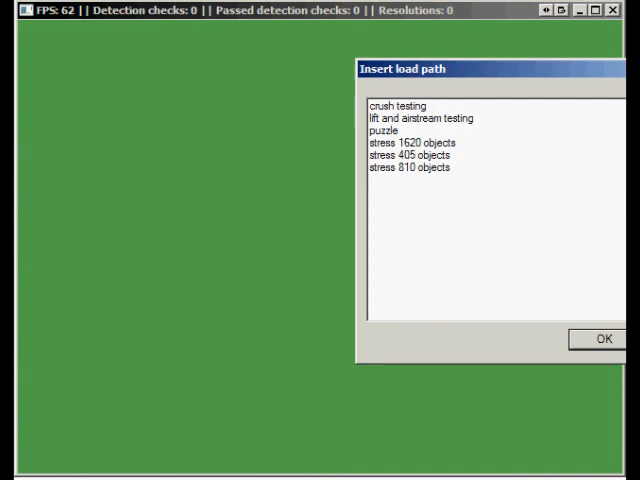 FPS: 62 || Detection checks: 0 || Passed detection checks: 0 || Resolutions: 0
Insert load path
crush testing
lift and airstream testing
puzzle
stress 1620 objects
stress 405 objects
stress 810 objects
OK